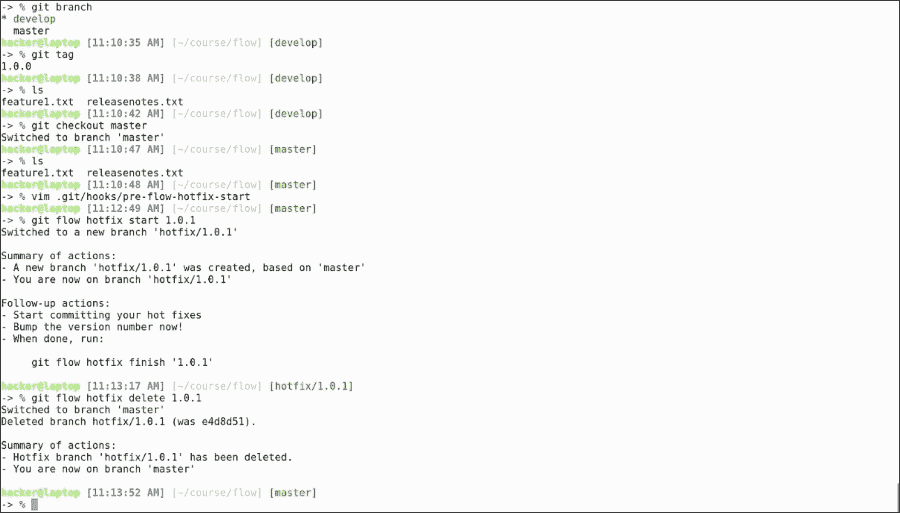 -> % git branch
* develop
  master
hacker@laptop [11:10:35 AM] [~/course/flow] [develop]
-> % git tag
1.0.0
hacker@laptop [11:10:38 AM] [~/course/flow] [develop]
-> % ls
feature1.txt  releasenotes.txt
hacker@laptop [11:10:42 AM] [~/course/flow] [develop]
-> % git checkout master
Switched to branch 'master'
hacker@laptop [11:10:47 AM] [~/course/flow] [master]
-> % ls
feature1.txt  releasenotes.txt
hacker@laptop [11:10:48 AM] [~/course/flow] [master]
-> % vim .git/hooks/pre-flow-hotfix-start
hacker@laptop [11:12:49 AM] [~/course/flow] [master]
-> % git flow hotfix start 1.0.1
Switched to a new branch 'hotfix/1.0.1'

Summary of actions:
- A new branch 'hotfix/1.0.1' was created, based on 'master'
- You are now on branch 'hotfix/1.0.1'

Follow-up actions:
- Start committing your hot fixes
- Bump the version number now!
- When done, run:

     git flow hotfix finish '1.0.1'

hacker@laptop [11:13:17 AM] [~/course/flow] [hotfix/1.0.1]
-> % git flow hotfix delete 1.0.1
Switched to branch 'master'
Deleted branch hotfix/1.0.1 (was e4d8d51).

Summary of actions:
- Hotfix branch 'hotfix/1.0.1' has been deleted.
- You are now on branch 'master'

hacker@laptop [11:13:52 AM] [~/course/flow] [master]
-> %